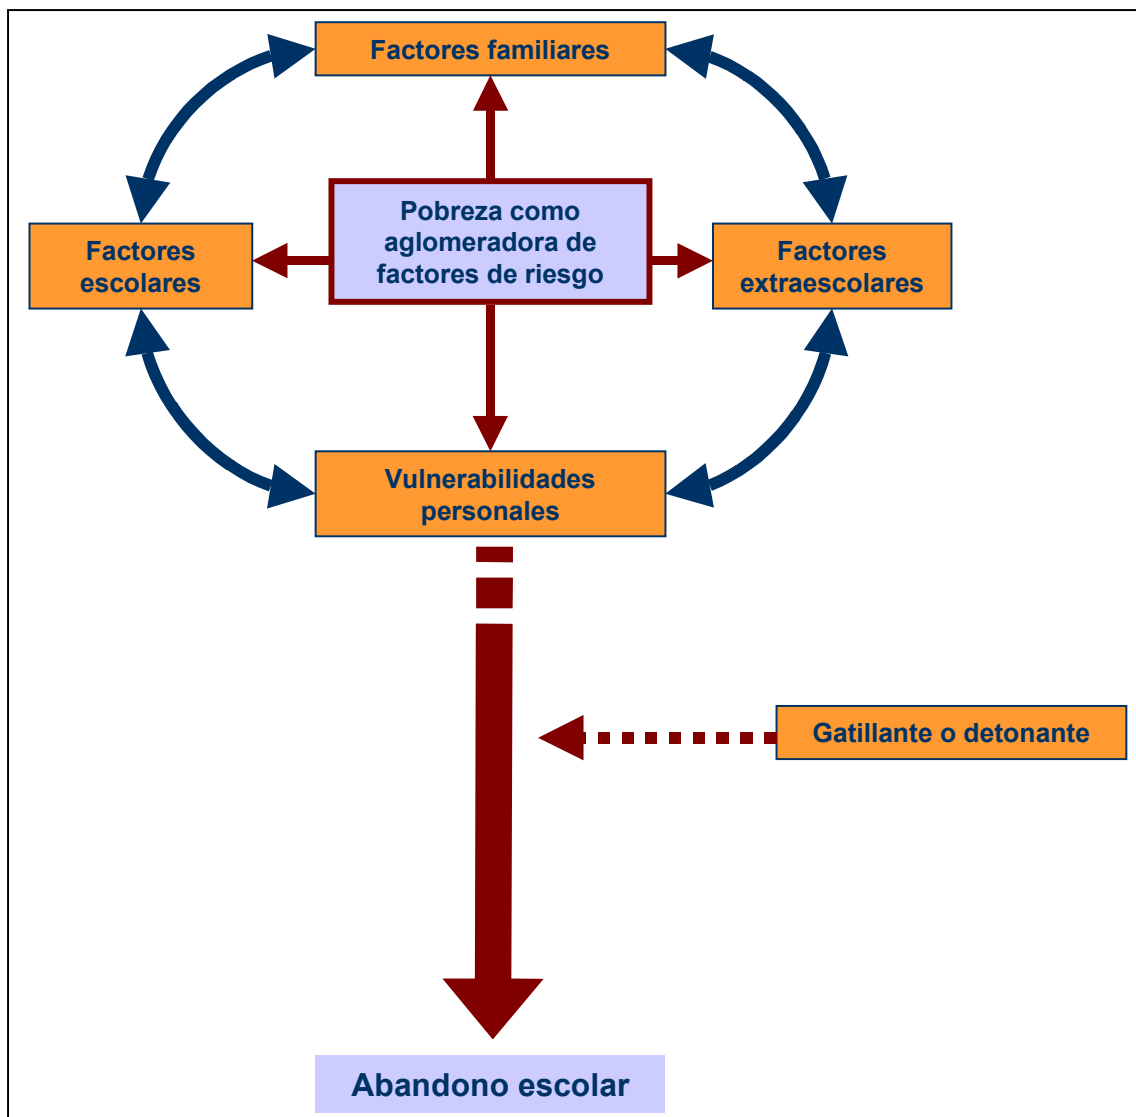 Factores familiares
Pobreza como
aglomeradora de
factores de riesgo
Factores
escolares
Factores
extraescolares
Vulnerabilidades
personales
Gatillante o detonante
Abandono escolar